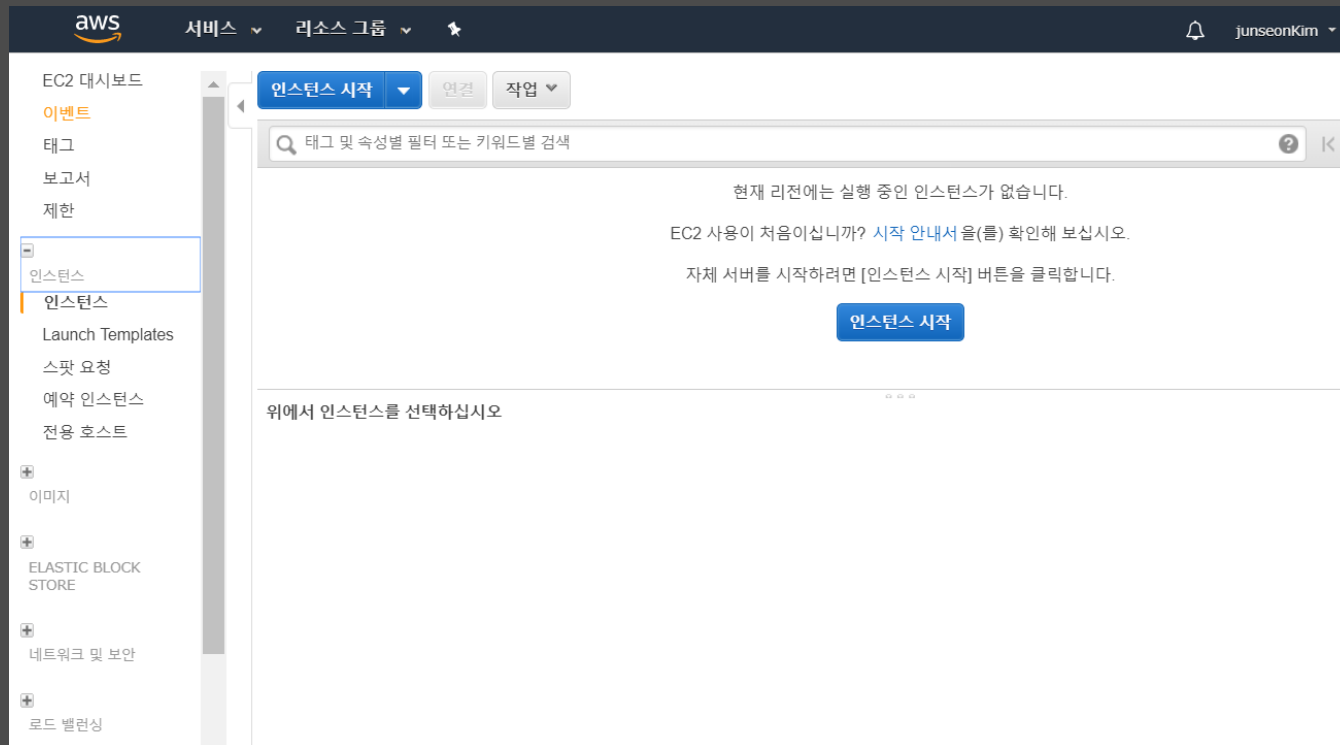 aws 서비스 리소스 그룹 junseonKim
EC2 대시보드
이벤트
태그
보고서
제한
인스턴스
인스턴스
Launch Templates
스팟 요청
예약 인스턴스
전용 호스트
이미지
ELASTIC BLOCK
STORE
네트워크 및 보안
로드 밸런싱
인스턴스 시작 연결 작업
태그 및 속성별 필터 또는 키워드별 검색
현재 리전에는 실행 중인 인스턴스가 없습니다.
EC2 사용이 처음이십니까? 시작 안내서 을(를) 확인해 보십시오.
자체 서버를 시작하려면 [인스턴스 시작] 버튼을 클릭합니다.
인스턴스 시작
위에서 인스턴스를 선택하십시오